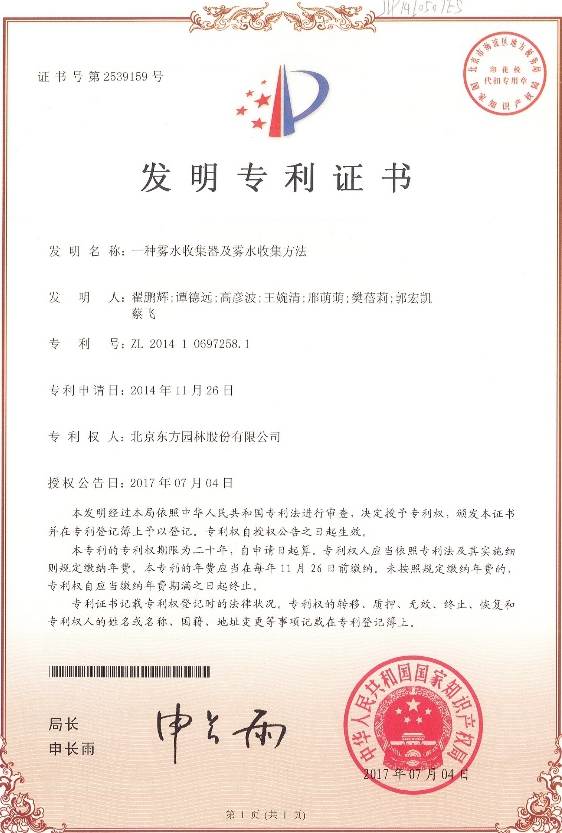 证书号第2539159号
北京市海淀区地方税务局
印花税
代扣专用章
国家知识产权局
发明专利证书
发明名称：一种雾水收集器及雾水收集方法
发明人：翟鹏辉;谭德远;高彦波;王婉清;邢萌萌;樊蓓莉;郭宏凯
蔡飞
专利号：ZL 2014 1 0697258.1
专利申请日：2014年11月26日
专利权人：北京东方园林股份有限公司
授权公告日：2017年07月04日
本发明经过本局依照中华人民共和国专利法进行审查，决定授予专利权，颁发本证书
并在专利登记簿上予以登记。专利权自授权公告之日起生效。
本专利的专利权期限为二十年，自申请日起算。专利权人应当依照专利法及其实施细
则规定缴纳年费。本专利的年费应当在每年11月26日前缴纳。未按照规定缴纳年费的，
专利权自应当缴纳年费期满之日起终止。
专利证书记载专利权登记时的法律状况。专利权的转移、质押、无效、终止、恢复和
专利权人的姓名或名称、国籍、地址变更等事项记载在专利登记簿上。
局长
申长雨
申长雨
中华人民共和国国家知识产权局
2017年07月04日
第1页(共1页)